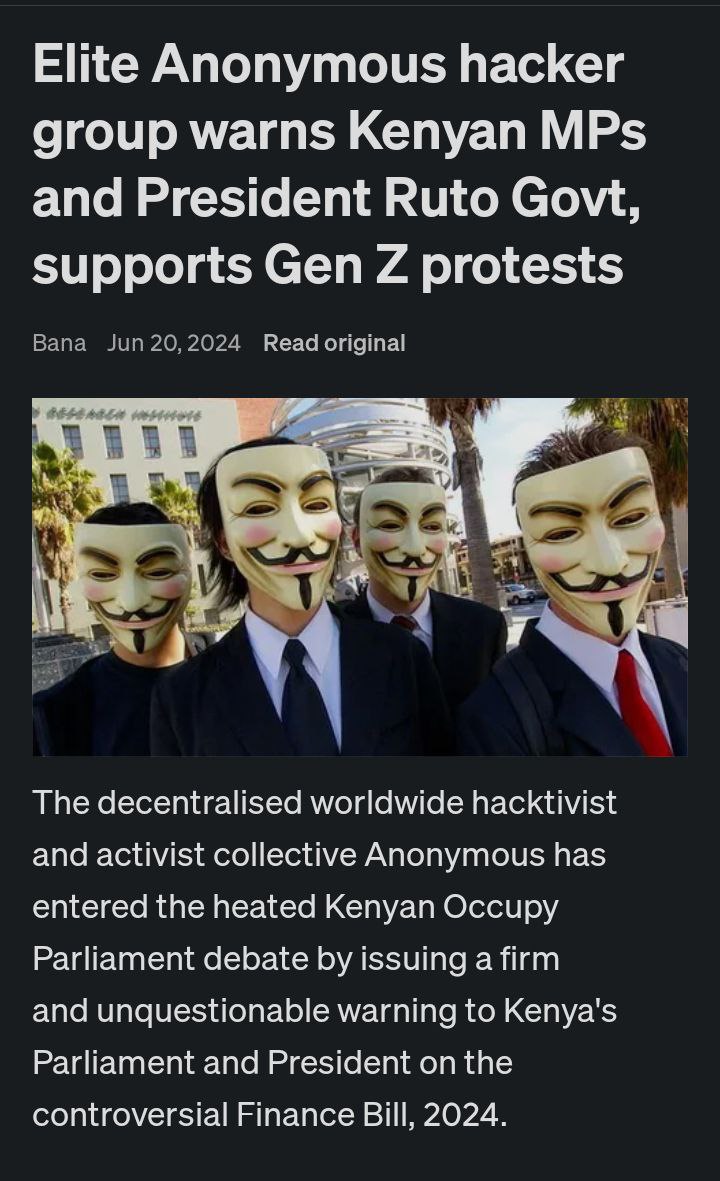 Elite Anonymous hacker
group warns Kenyan MPs
and President Ruto Govt,
supports Gen Z protests
Bana Jun 20, 2024 Read original
RESEARCH INSTITUTE
The decentralised worldwide hacktivist
and activist collective Anonymous has
entered the heated Kenyan Occupy
Parliament debate by issuing a firm
and unquestionable warning to Kenya's
Parliament and President on the
controversial Finance Bill, 2024.